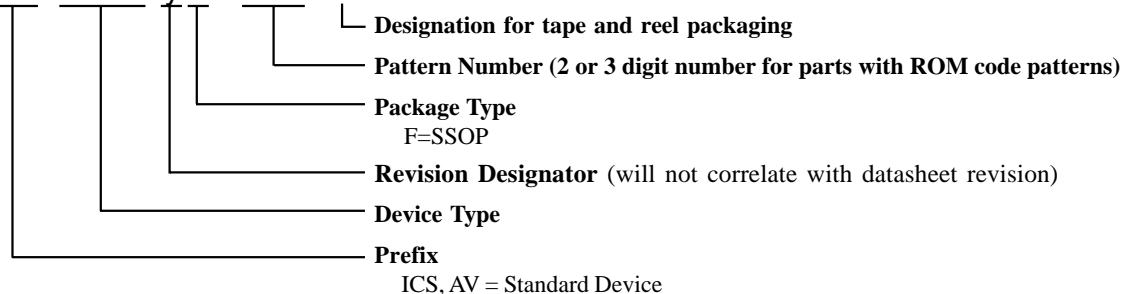 Designation for tape and reel packaging
Pattern Number (2 or 3 digit number for parts with ROM code patterns)
Package Type
F=SSOP
Revision Designator (will not correlate with datasheet revision)
Device Type
Prefix
ICS, AV = Standard Device